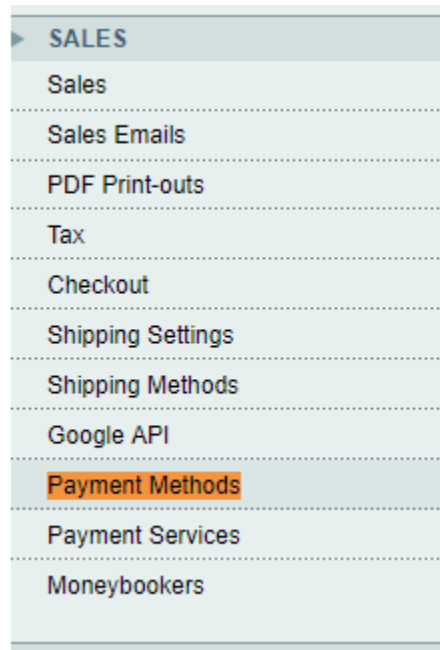 SALES
Sales
Sales Emails
PDF Print-outs
Tax
Checkout
Shipping Settings
Shipping Methods
Google API
Payment Methods
Payment Services
Moneybookers